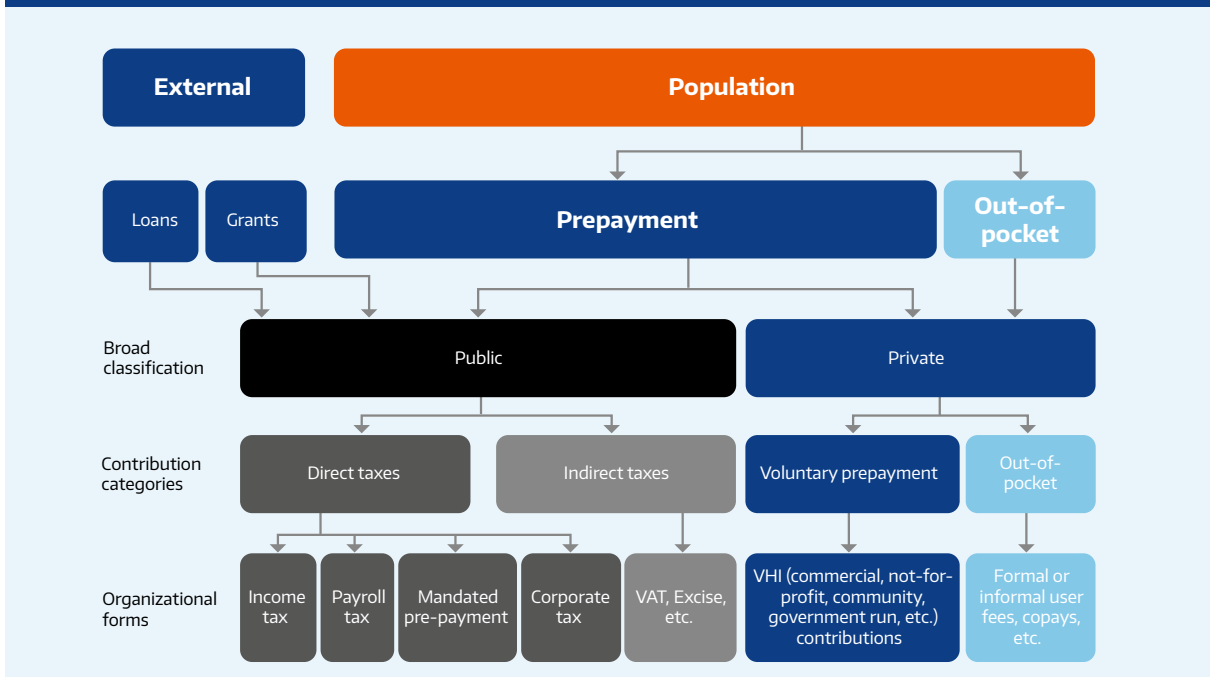 External
Population
Loans
Grants
Prepayment
Out-of-
pocket
Broad
classification
Public
Private
Contribution
categories
Direct taxes
Indirect taxes
Voluntary prepayment
Out-of-
pocket
Organizational
forms
Income
tax
Payroll
tax
Mandated
pre-payment
Corporate
tax
VAT, Excise,
etc.
VHI (commercial, not-for-
profit, community,
government run, etc.)
contributions
Formal or
informal user
fees, copays,
etc.